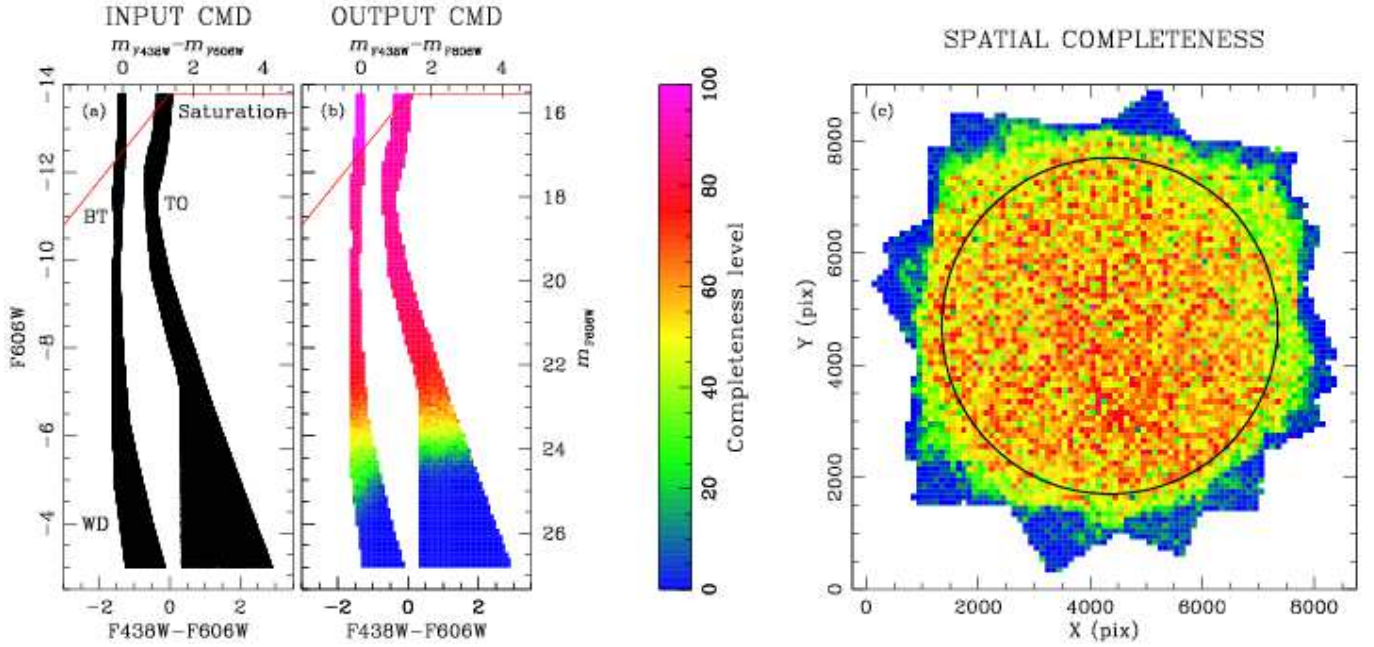 INPUT CMD
m_F438W−m_F606W
0 2 4
(a)
Saturation
BT
TO
WD
−14
−12
−10
−8
−6
−4
F606W
−2 0 2
F438W−F606W
OUTPUT CMD
m_F438W−m_F606W
0 2 4
(b)
16
18
20
22
24
26
m_F606W
−2 0 2
F438W−F606W
100
80
60
40
20
0
Completeness level
SPATIAL COMPLETENESS
(c)
8000
6000
4000
2000
0
Y (pix)
0 2000 4000 6000 8000
X (pix)